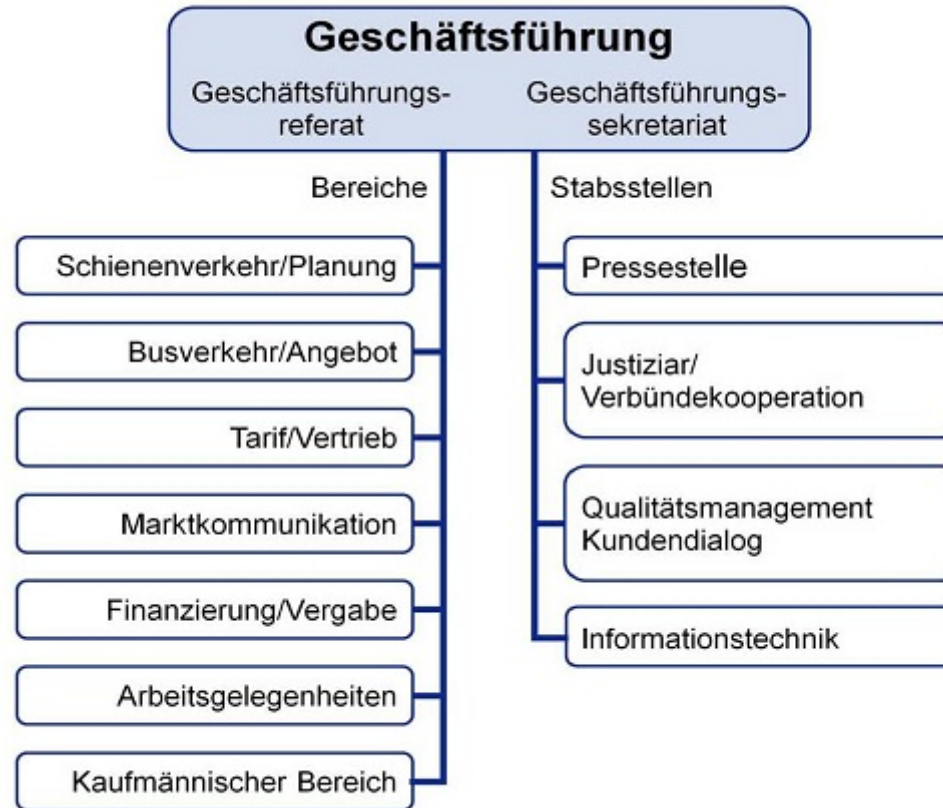 Geschäftsführung
Geschäftsführungs-
referat
Geschäftsführungs-
sekretariat
Bereiche
Schienenverkehr/Planung
Busverkehr/Angebot
Tarif/Vertrieb
Marktkommunikation
Finanzierung/Vergabe
Arbeitsgelegenheiten
Kaufmännischer Bereich
Stabsstellen
Pressestelle
Justiziar/
Verbündekooperation
Qualitätsmanagement
Kundendialog
Informationstechnik